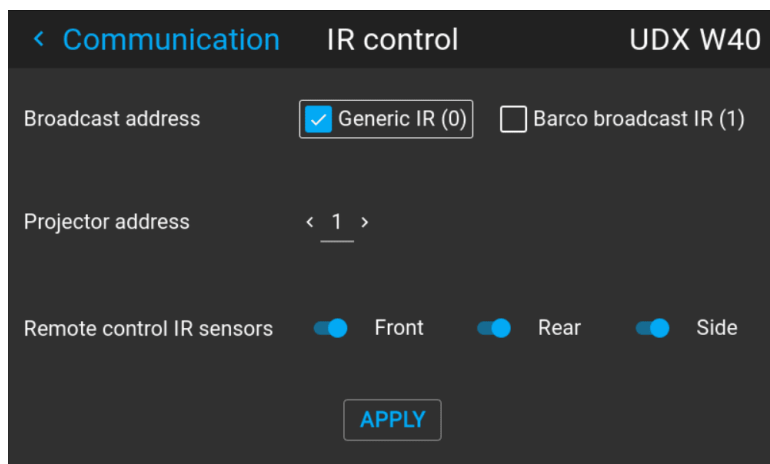 ‹ Communication IR control UDX W40
Broadcast address Generic IR (0) Barco broadcast IR (1)
Projector address ‹ 1 ›
Remote control IR sensors Front Rear Side
APPLY